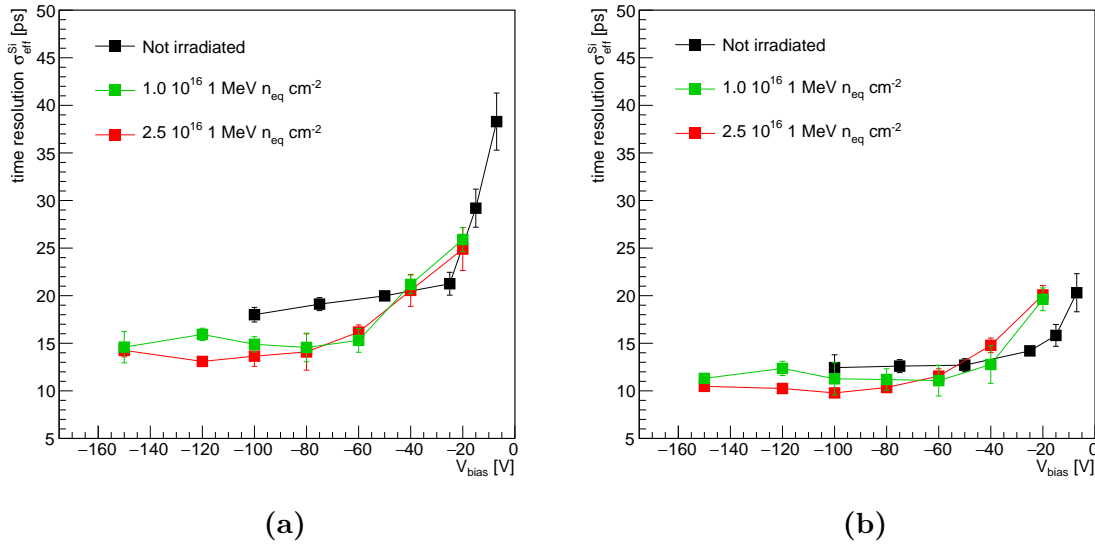 time resolution σ_eff^Si [ps]
50
45
40
35
30
25
20
15
10
5
Not irradiated
1.0 10^16 1 MeV n_eq cm^-2
2.5 10^16 1 MeV n_eq cm^-2
−160 −140 −120 −100 −80 −60 −40 −20 0
V_bias [V]
(a)
time resolution σ_eff^Si [ps]
50
45
40
35
30
25
20
15
10
5
Not irradiated
1.0 10^16 1 MeV n_eq cm^-2
2.5 10^16 1 MeV n_eq cm^-2
−160 −140 −120 −100 −80 −60 −40 −20 0
V_bias [V]
(b)